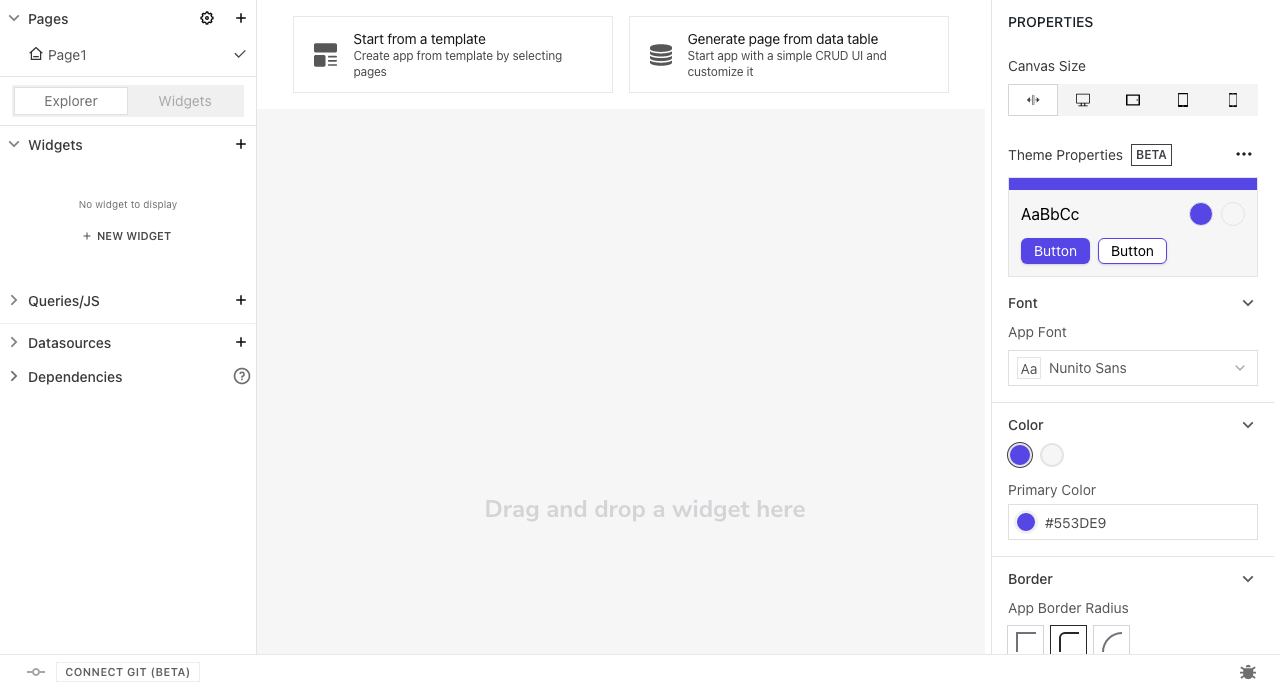 Pages
Page1
Explorer
Widgets
Widgets
No widget to display
NEW WIDGET
Queries/JS
Datasources
Dependencies
CONNECT GIT (BETA)
Start from a template
Create app from template by selecting
pages
Generate page from data table
Start app with a simple CRUD UI and
customize it
Drag and drop a widget here
PROPERTIES
Canvas Size
Theme Properties BETA
AaBbCc
Button
Button
Font
App Font
Aa Nunito Sans
Color
Primary Color
#553DE9
Border
App Border Radius